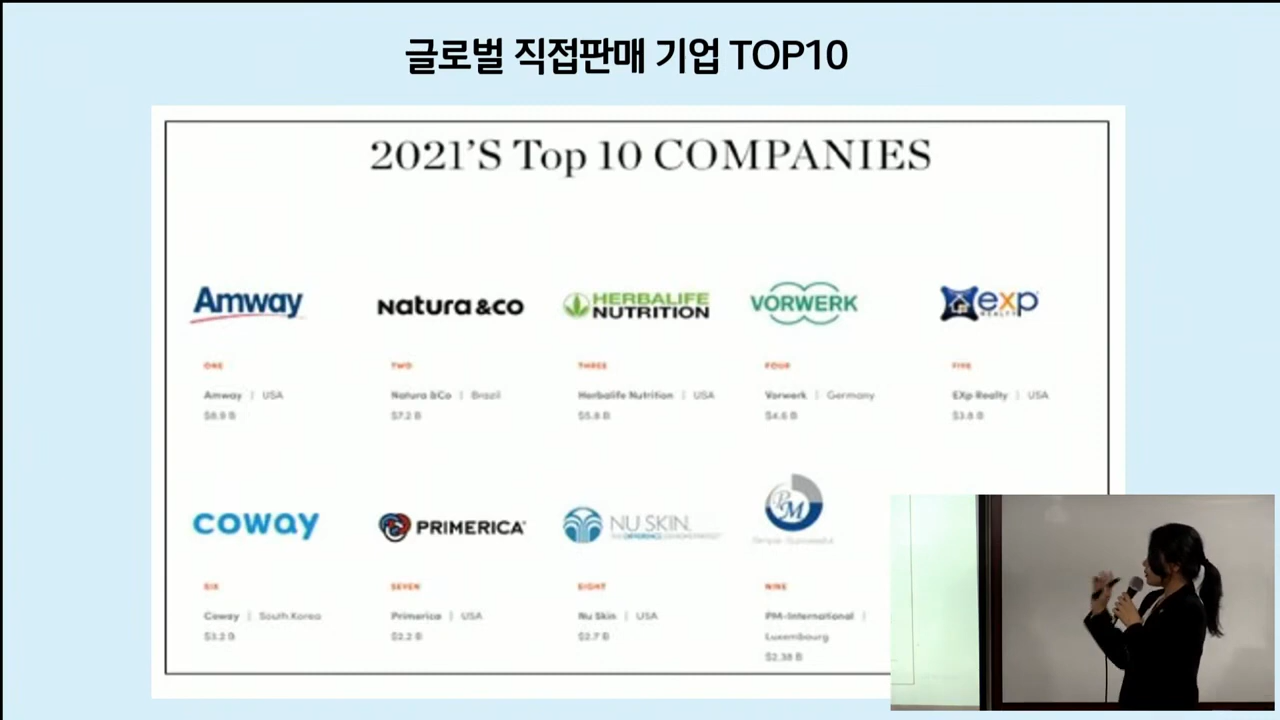 글로벌 직접판매 기업 TOP10
2021'S Top 10 COMPANIES
Amway
natura &co
HERBALIFE
NUTRITION
VORWERK
exp
REALTY
ONE
TWO
THREE
FOUR
FIVE
Amway | USA
Natura &Co | Brazil
Herbalife Nutrition | USA
Vorwerk | Germany
EXp Realty | USA
$8.9 B
$7.2 B
$5.8 B
$4.6 B
$3.8 B
coway
PRIMERICA
NU SKIN
PM
SIX
SEVEN
EIGHT
NINE
Coway | South Korea
Primerica | USA
Nu Skin | USA
PM-International |
Luxembourg
$3.2 B
$2.2 B
$2.7 B
$2.38 B